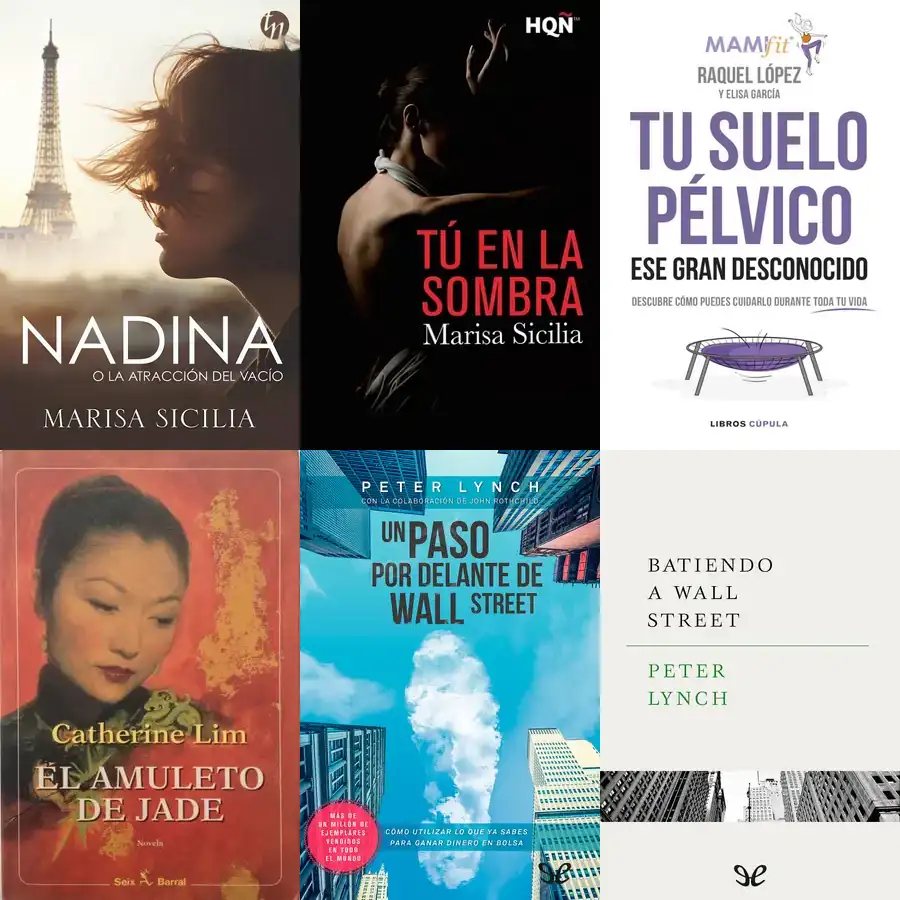 tn
NADINA
O LA ATRACCIÓN DEL VACÍO
MARISA SICILIA
HQÑ™
TÚ EN LA
SOMBRA
Marisa Sicilia
MAMIfit®
RAQUEL LÓPEZ
Y ELISA GARCÍA
TU SUELO
PÉLVICO
ESE GRAN DESCONOCIDO
DESCUBRE CÓMO PUEDES CUIDARLO DURANTE TODA TU VIDA
LIBROS CÚPULA
Catherine Lim
EL AMULETO
DE JADE
Novela
Seix Barral
PETER LYNCH
CON LA COLABORACIÓN DE JOHN ROTHCHILD
UN PASO
POR DELANTE DE
WALL STREET
MÁS DE
UN MILLÓN DE
EJEMPLARES
VENDIDOS
EN TODO
EL MUNDO
CÓMO UTILIZAR LO QUE YA SABES
PARA GANAR DINERO EN BOLSA
BATIENDO
A WALL
STREET
PETER
LYNCH